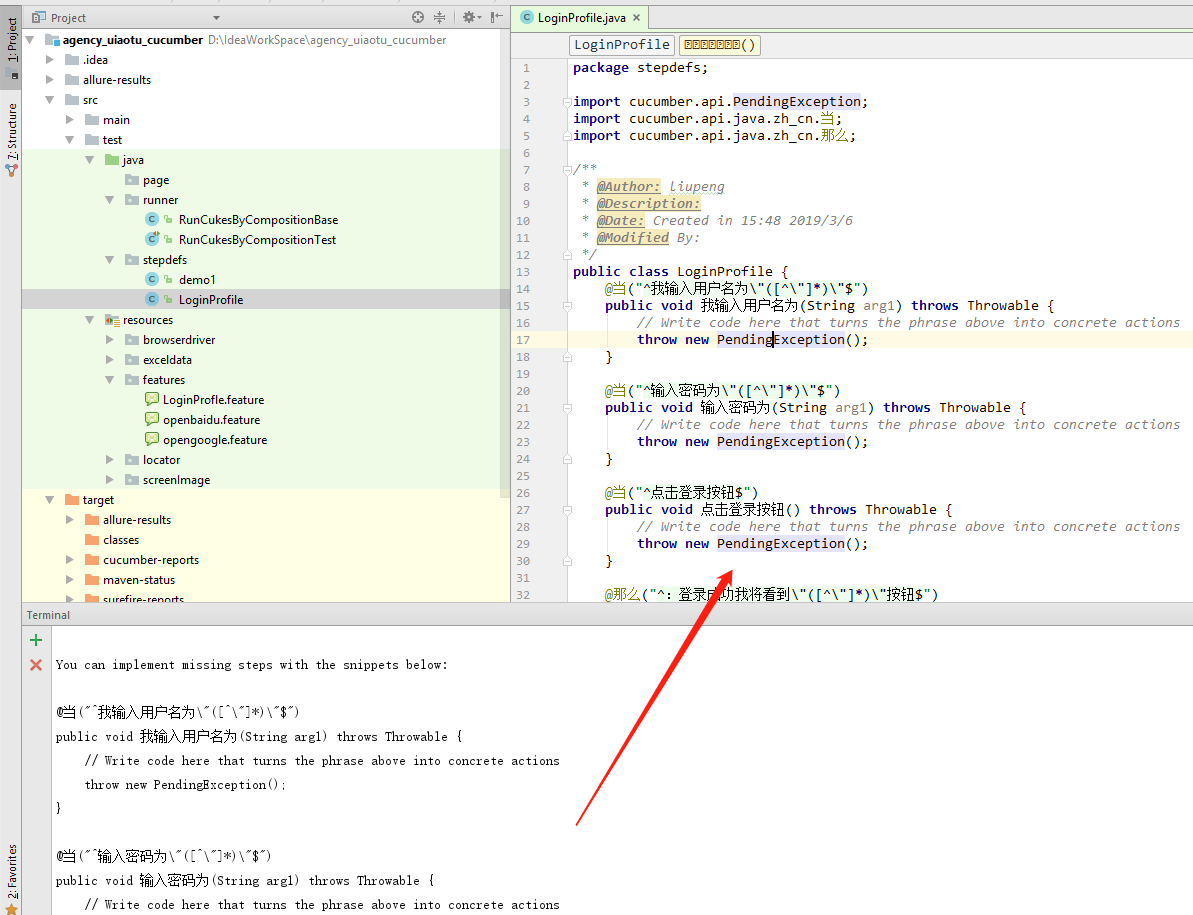 Project
1: Project
7: Structure
2: Favorites
agency_uiaotu_cucumber D:\IdeaWorkSpace\agency_uiaotu_cucumber
.idea
allure-results
src
main
test
java
page
runner
RunCukesByCompositionBase
RunCukesByCompositionTest
stepdefs
demo1
LoginProfile
resources
browserdriver
exceldata
features
LoginProfle.feature
openbaidu.feature
opengoogle.feature
locator
screenImage
target
allure-results
classes
cucumber-reports
maven-status
surefire-reports
LoginProfile.java
LoginProfile
()
1 package stepdefs;
2
3 import cucumber.api.PendingException;
4 import cucumber.api.java.zh_cn.当;
5 import cucumber.api.java.zh_cn.那么;
6
7 /**
8 * @Author: liupeng
9 * @Description:
10 * @Date: Created in 15:48 2019/3/6
11 * @Modified By:
12 */
13 public class LoginProfile {
14 @当("^我输入用户名为\"([^\"]*)\"$")
15 public void 我输入用户名为(String arg1) throws Throwable {
16 // Write code here that turns the phrase above into concrete actions
17 throw new PendingException();
18 }
19
20 @当("^输入密码为\"([^\"]*)\"$")
21 public void 输入密码为(String arg1) throws Throwable {
22 // Write code here that turns the phrase above into concrete actions
23 throw new PendingException();
24 }
25
26 @当("^点击登录按钮$")
27 public void 点击登录按钮() throws Throwable {
28 // Write code here that turns the phrase above into concrete actions
29 throw new PendingException();
30 }
31
32 @那么("^：登录成功我将看到\"([^\"]*)\"按钮$")
Terminal
You can implement missing steps with the snippets below:
@当("^我输入用户名为\"([^\"]*)\"$")
public void 我输入用户名为(String arg1) throws Throwable {
// Write code here that turns the phrase above into concrete actions
throw new PendingException();
}
@当("^输入密码为\"([^\"]*)\"$")
public void 输入密码为(String arg1) throws Throwable {
// Write code here that turns the phrase above into concrete actions